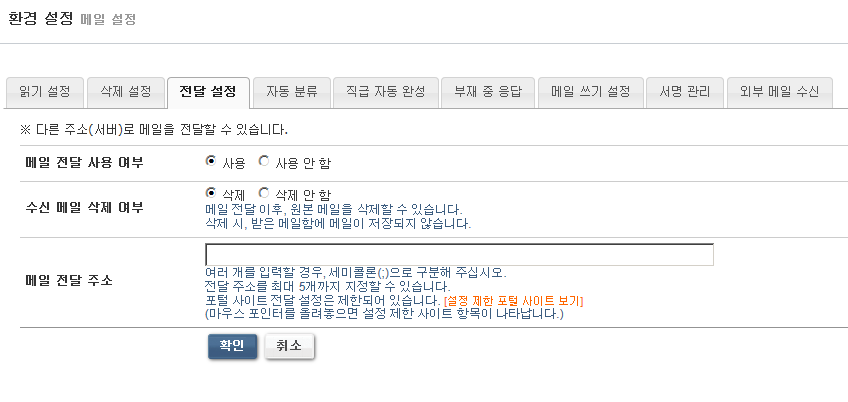 환경 설정 메일 설정
읽기 설정 삭제 설정 전달 설정 자동 분류 직급 자동 완성 부재 중 응답 메일 쓰기 설정 서명 관리 외부 메일 수신
※ 다른 주소(서버)로 메일을 전달할 수 있습니다.
메일 전달 사용 여부 사용 사용 안 함
수신 메일 삭제 여부 삭제 삭제 안 함
메일 전달 이후, 원본 메일을 삭제할 수 있습니다.
삭제 시, 받은 메일함에 메일이 저장되지 않습니다.
메일 전달 주소
여러 개를 입력할 경우, 세미콜론(;)으로 구분해 주십시오.
전달 주소를 최대 5개까지 지정할 수 있습니다.
포털 사이트 전달 설정은 제한되어 있습니다. [설정 제한 포털 사이트 보기]
(마우스 포인터를 올려놓으면 설정 제한 사이트 항목이 나타납니다.)
확인 취소